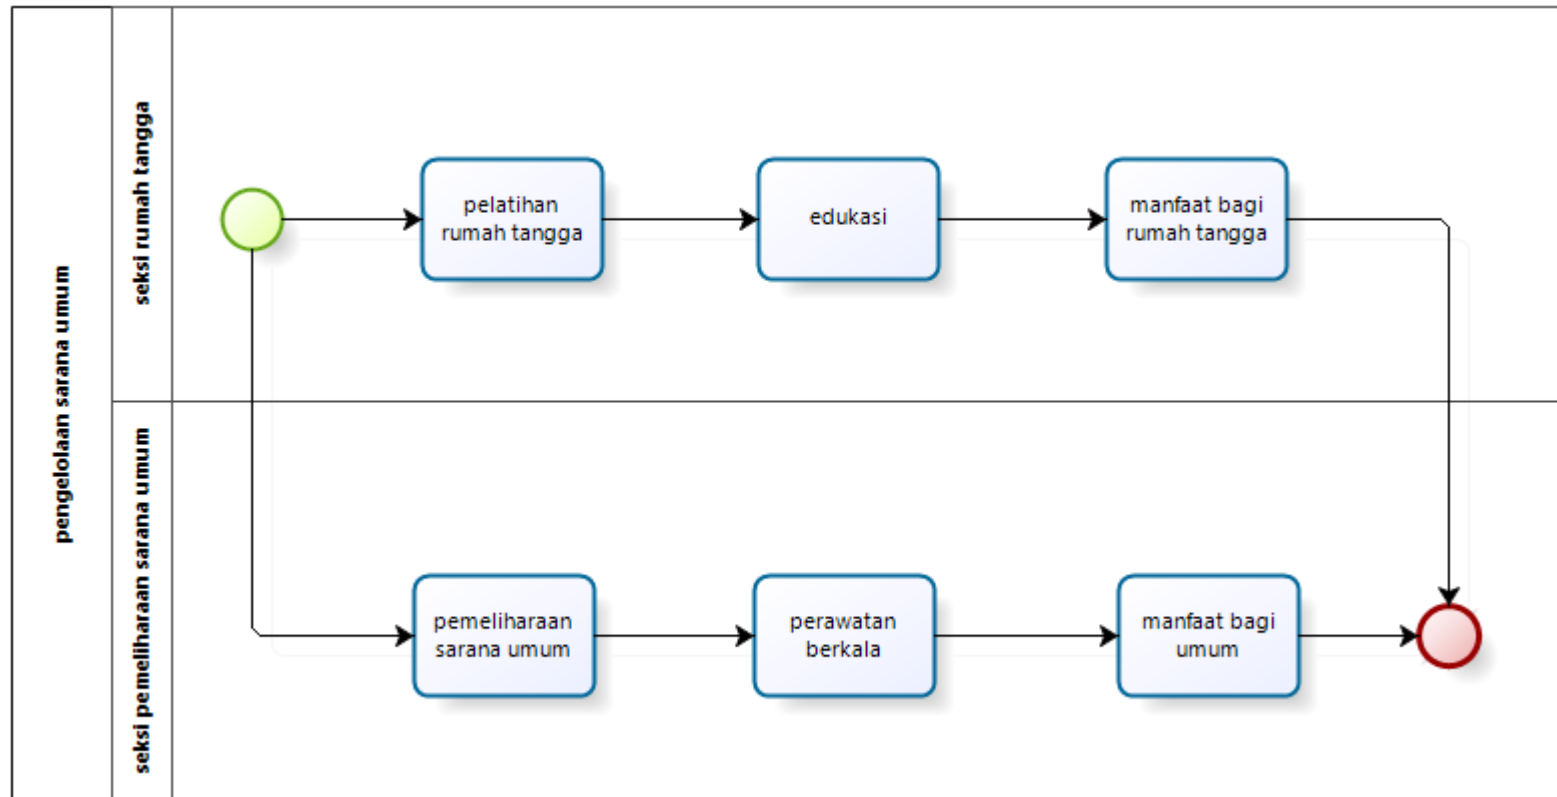 pengelolaan sarana umum
seksi rumah tangga
pelatihan
rumah tangga
edukasi
manfaat bagi
rumah tangga
seksi pemeliharaan sarana umum
pemeliharaan
sarana umum
perawatan
berkala
manfaat bagi
umum